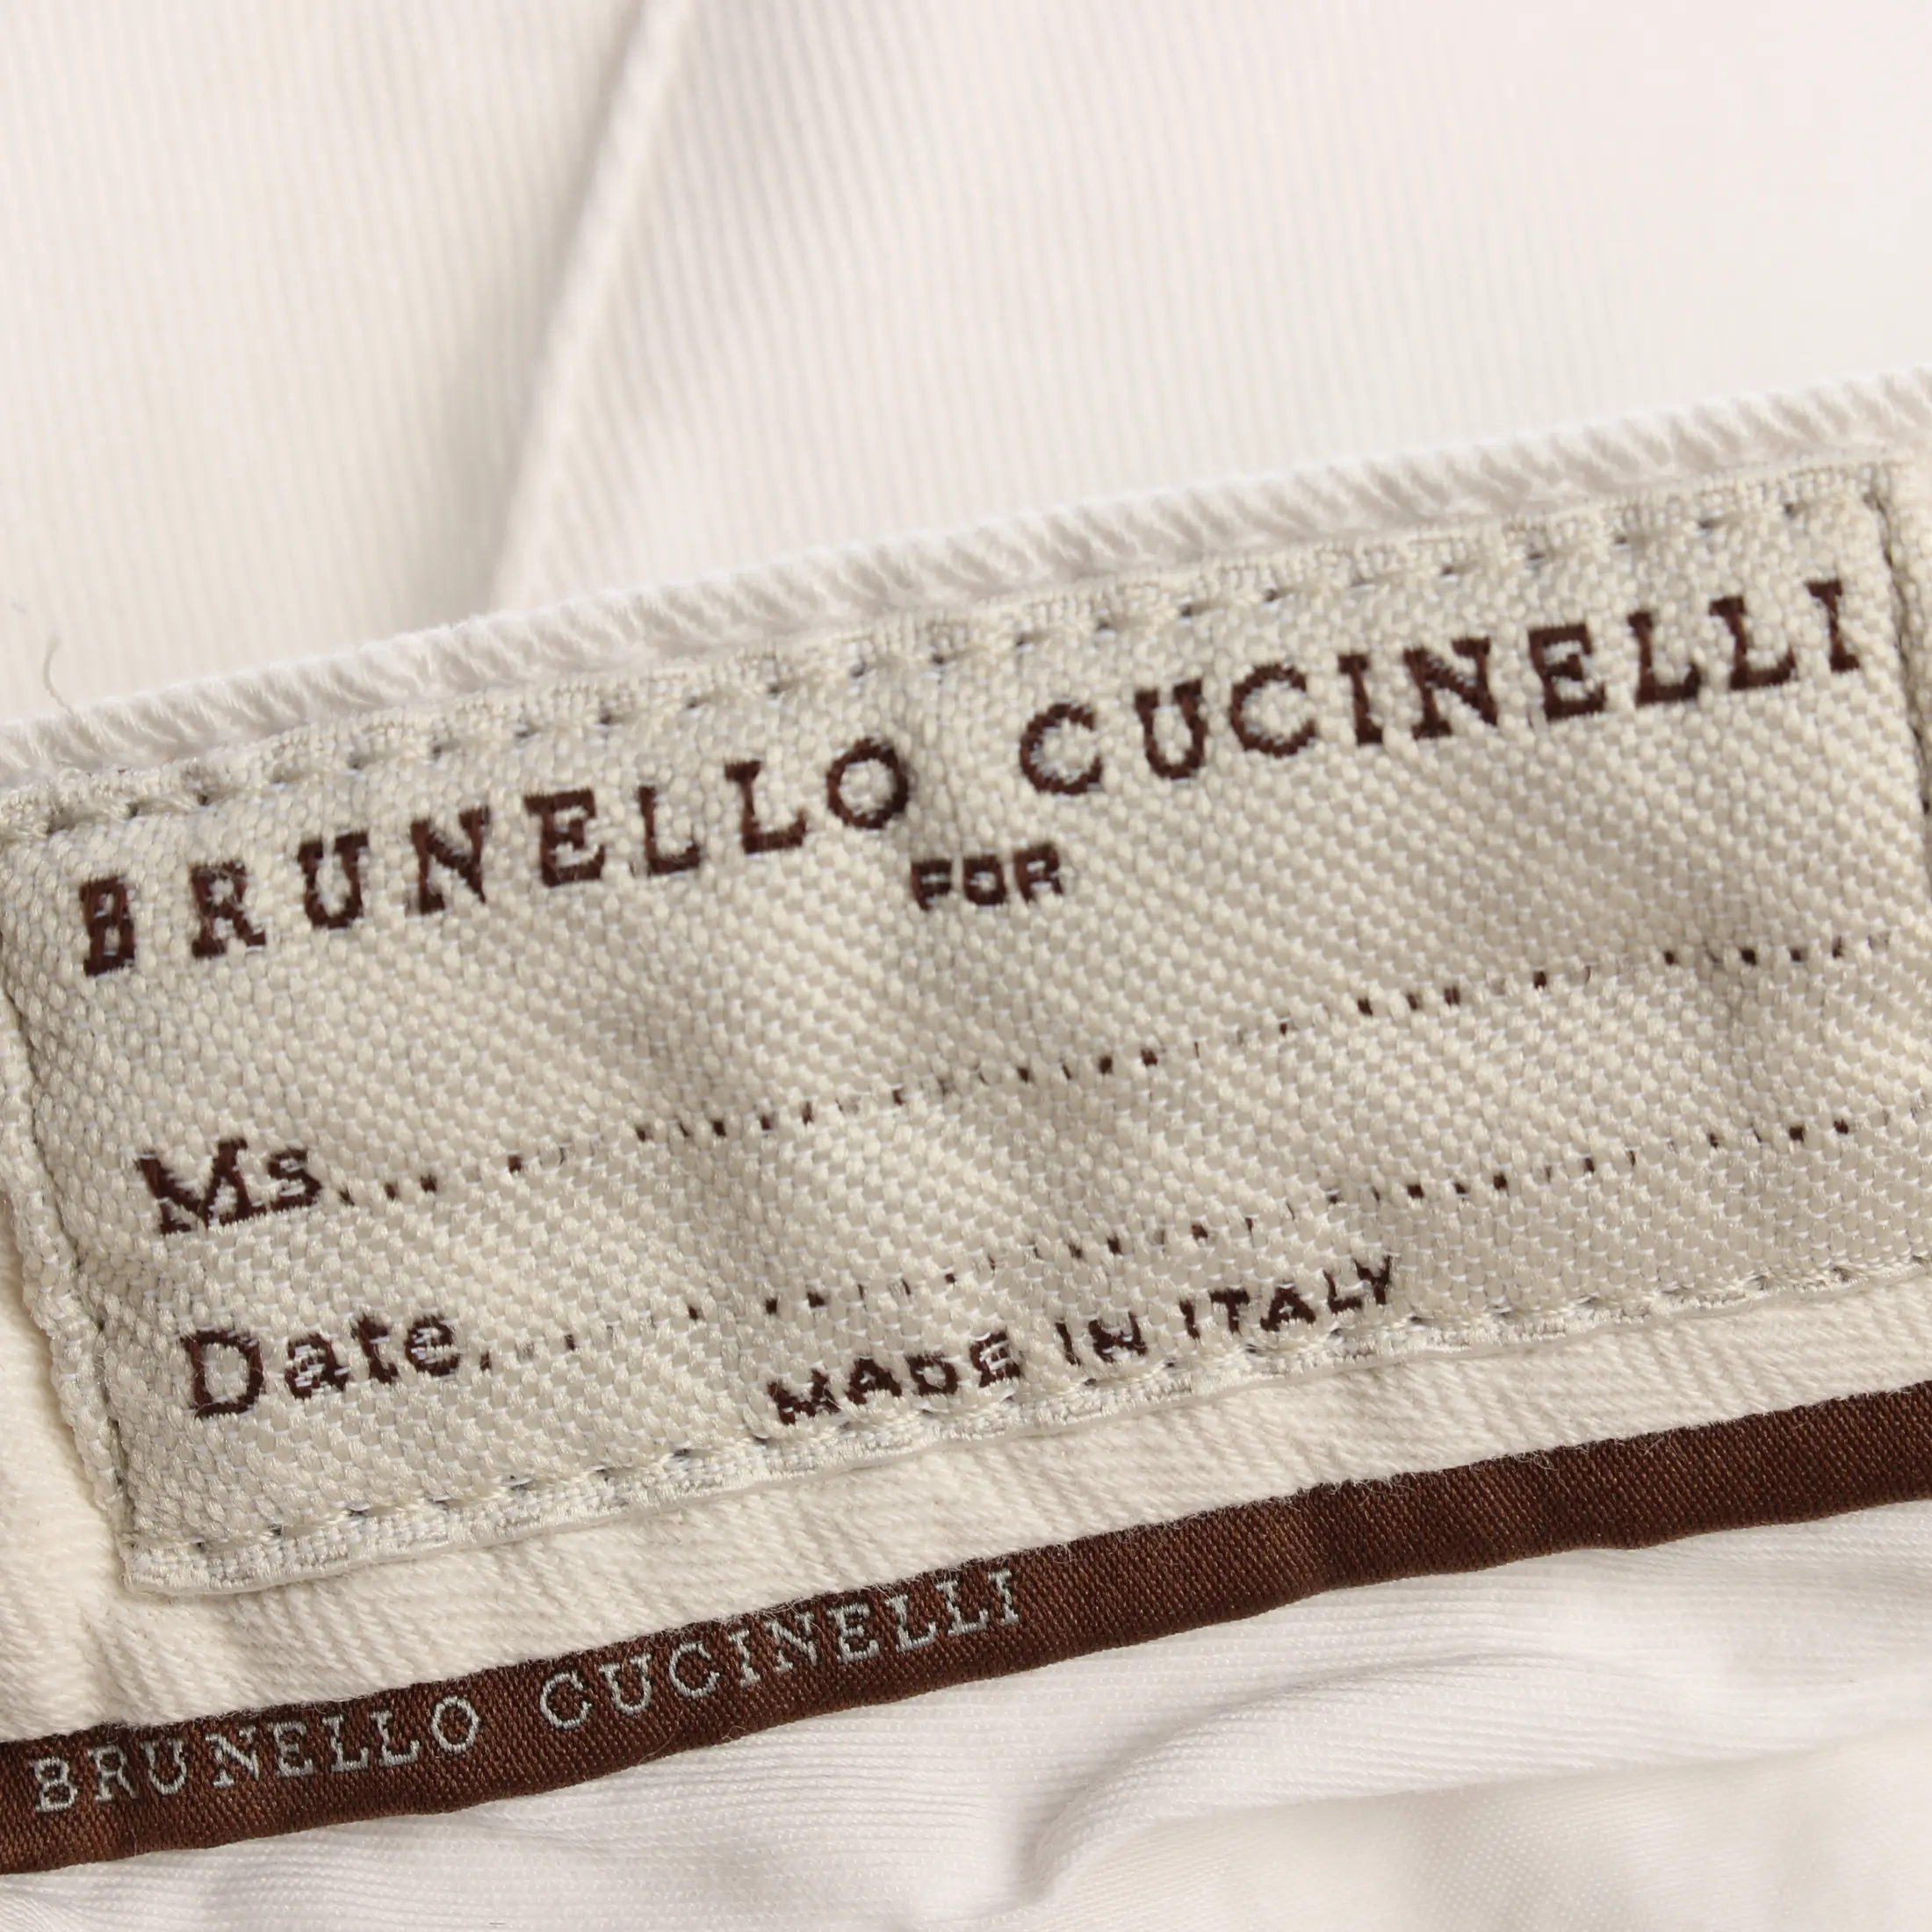 BRUNELLO CUCINELLI
FOR
Ms.....................................
Date.....................................
MADE IN ITALY
BRUNELLO CUCINELLI